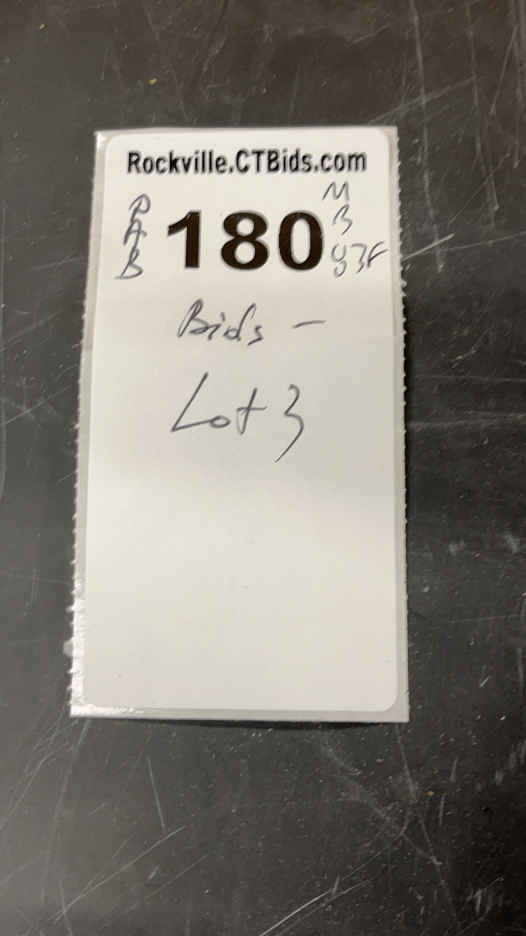 Rockville.CTBids.com
180
M
B
Bids -
Lot 3